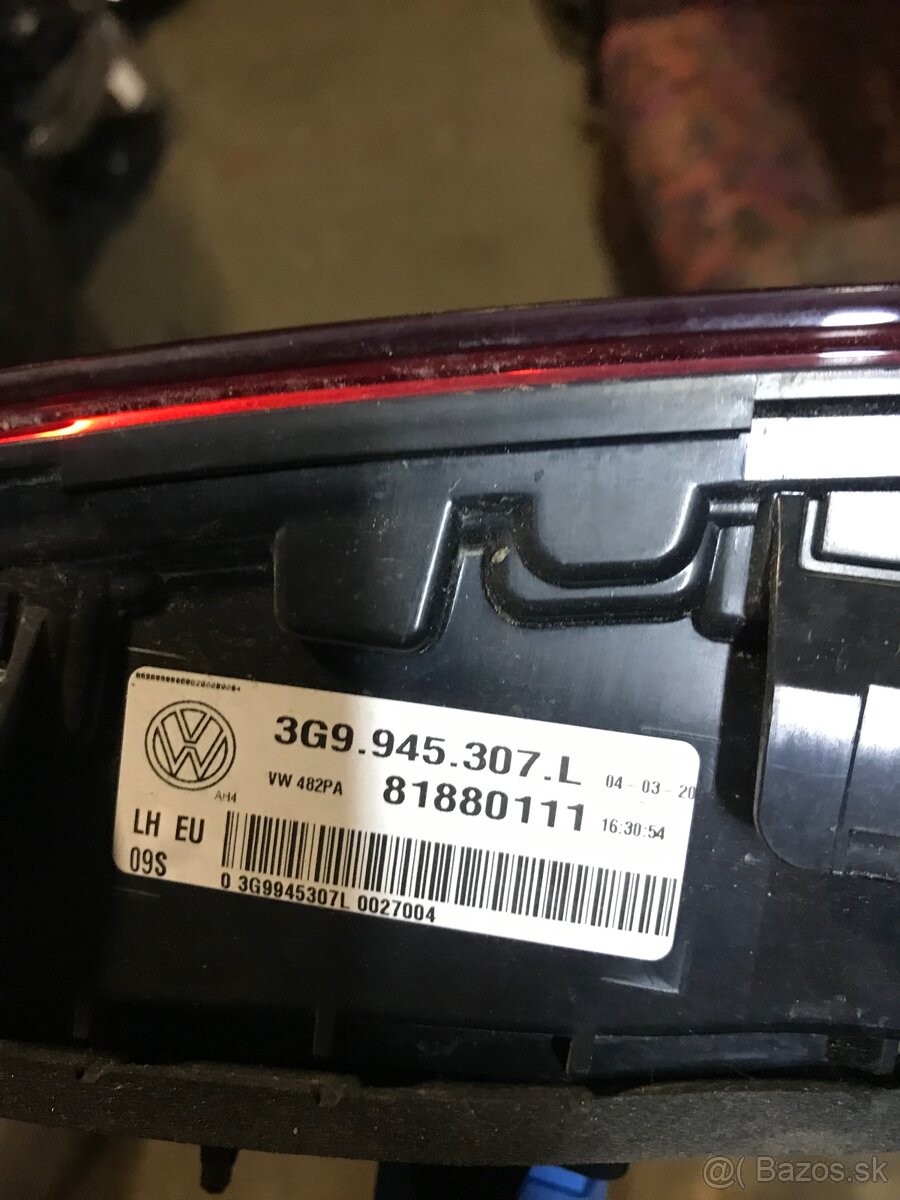 3G9.945.307.L
04-03-20
VW 482PA
81880111
16:30:54
AH4
LH EU
09S
0 3G9945307L 0027004
@( Bazos.sk